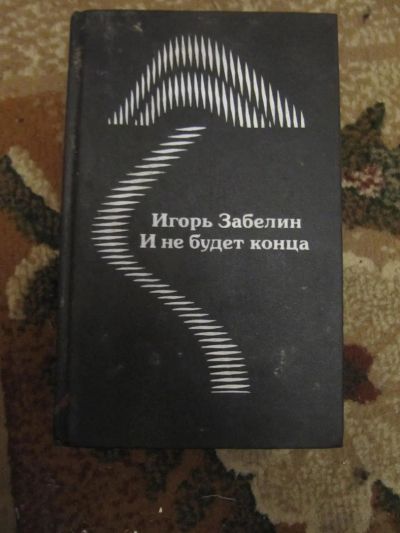 Игорь Забелин
И не будет конца